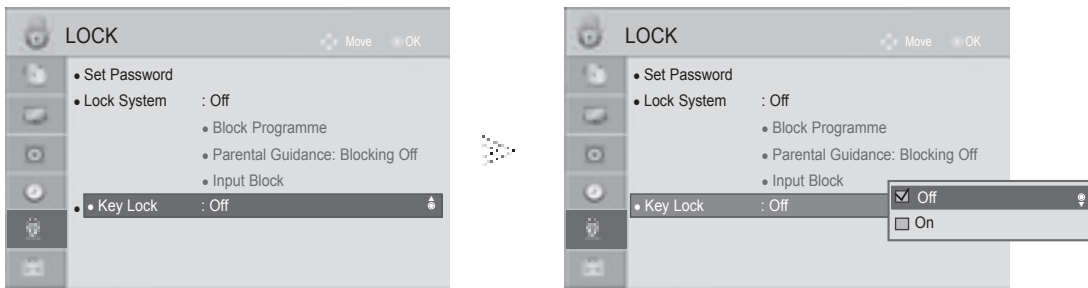 LOCK
Move OK
• Set Password
• Lock System : Off
• Block Programme
• Parental Guidance: Blocking Off
• Input Block
• • Key Lock : Off
LOCK
Move OK
• Set Password
• Lock System : Off
• Block Programme
• Parental Guidance: Blocking Off
• Input Block
• Key Lock : Off
Off
On